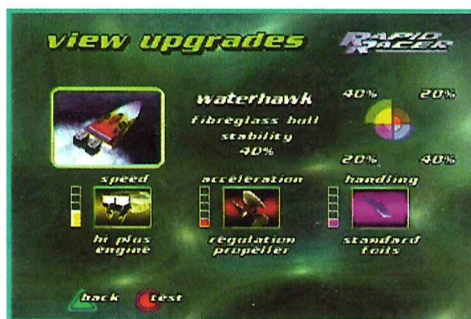 view upgrades
RAPID RACER
waterhawk
fibreglass hull
stability
40%
40% 20%
20% 40%
speed acceleration handling
hi plus engine
regulation propeller
standard foils
back test